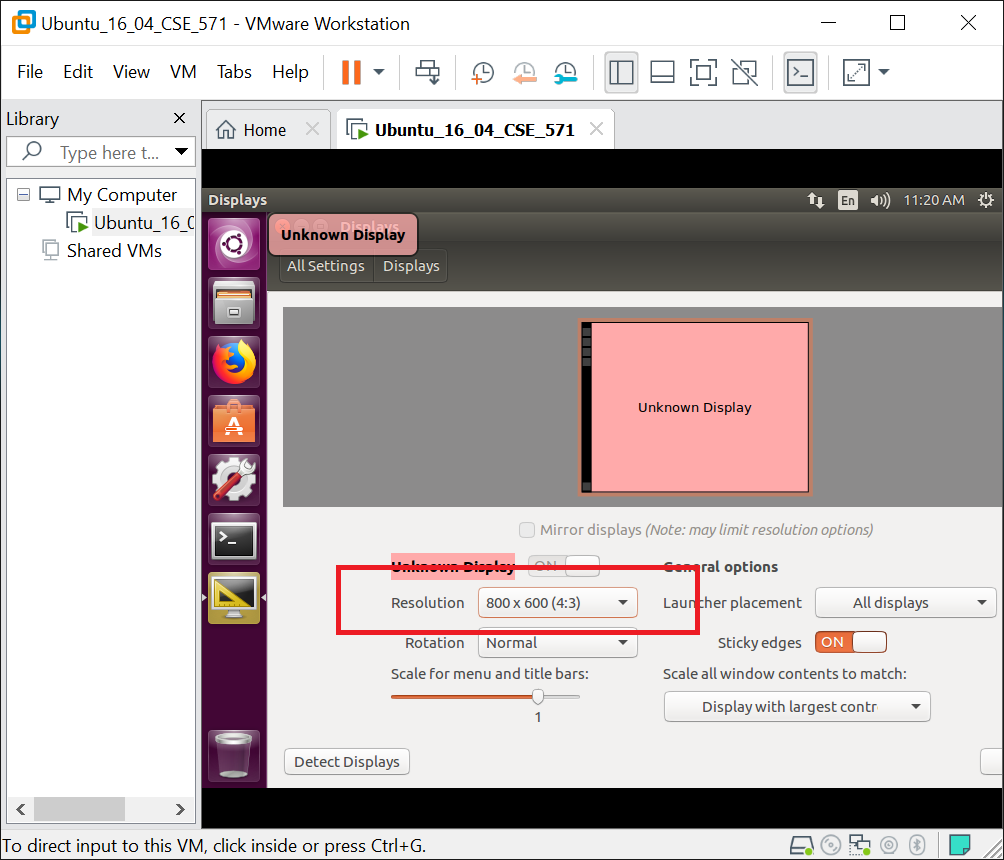 Ubuntu_16_04_CSE_571 - VMware Workstation
File Edit View VM Tabs Help
Library
Type here t...
My Computer
Ubuntu_16_0
Shared VMs
Home
Ubuntu_16_04_CSE_571
Displays
En
11:20 AM
Displays
Unknown Display
All Settings Displays
Unknown Display
Mirror displays (Note: may limit resolution options)
Unknown Display ON
General options
Resolution 800 x 600 (4:3)
Launcher placement All displays
Rotation Normal
Sticky edges ON
Scale for menu and title bars:
1
Scale all window contents to match:
Display with largest contr
Detect Displays
To direct input to this VM, click inside or press Ctrl+G.